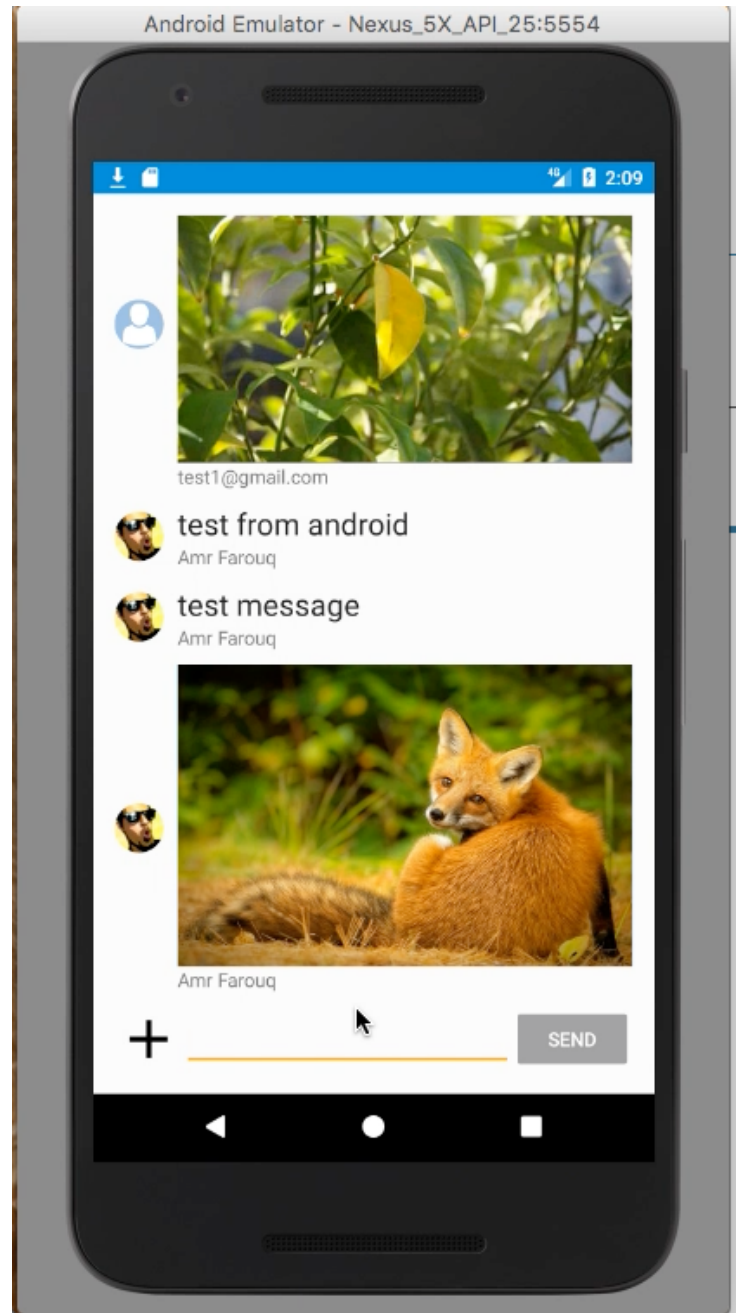 Android Emulator - Nexus_5X_API_25:5554
4G 2:09
test1@gmail.com
test from android
Amr Farouq
test message
Amr Farouq
Amr Farouq
SEND